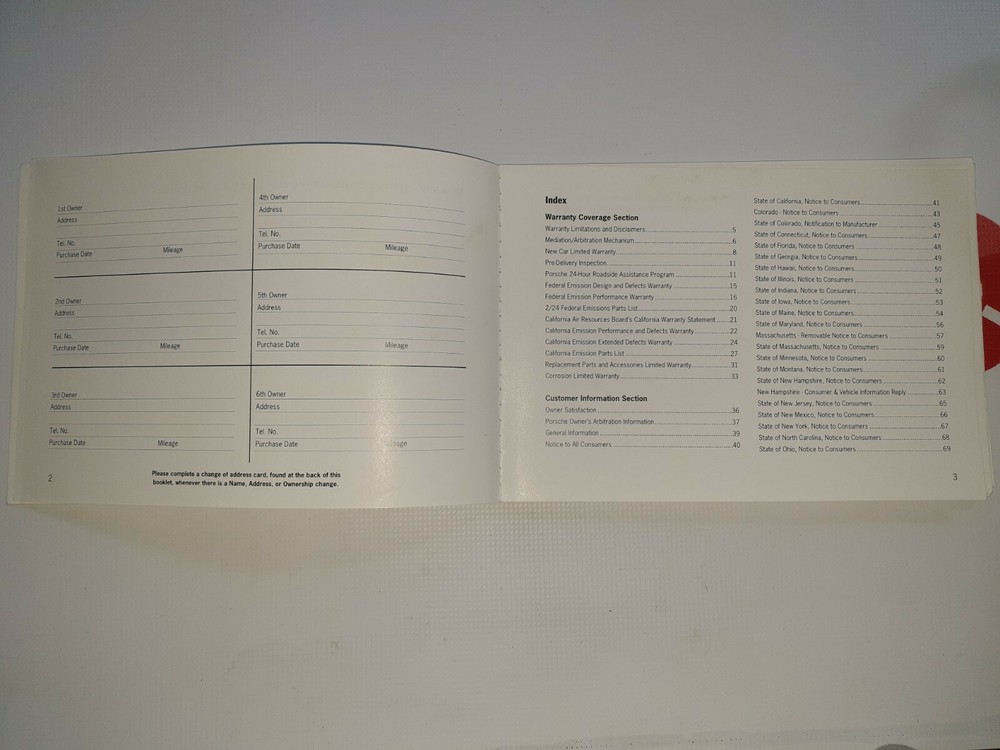 1st Owner
Address
Tel. No.
Purchase Date Mileage
2nd Owner
Address
Tel. No.
Purchase Date Mileage
3rd Owner
Address
Tel. No.
Purchase Date Mileage
4th Owner
Address
Tel. No.
Purchase Date Mileage
5th Owner
Address
Tel. No.
Purchase Date Mileage
6th Owner
Address
Tel. No.
Purchase Date Mileage
Please complete a change of address card, found at the back of this
booklet, whenever there is a Name, Address, or Ownership change.
2
Index
Warranty Coverage Section
Warranty Limitations and Disclaimers 5
Mediation/Arbitration Mechanism 6
New Car Limited Warranty 8
Pre-Delivery Inspection 11
Porsche 24-Hour Roadside Assistance Program 11
Federal Emission Design and Defects Warranty 15
Federal Emission Performance Warranty 16
2/24 Federal Emissions Parts List 20
California Air Resources Board's California Warranty Statement 21
California Emission Performance and Defects Warranty 22
California Emission Extended Defects Warranty 24
California Emission Parts List 27
Replacement Parts and Accessories Limited Warranty 31
Corrosion Limited Warranty 33
Customer Information Section
Owner Satisfaction 36
Porsche Owner's Arbitration Information 37
General Information 39
Notice to All Consumers 40
State of California, Notice to Consumers 41
Colorado - Notice to Consumers 43
State of Colorado, Notification to Manufacturer 45
State of Connecticut, Notice to Consumers 47
State of Florida, Notice to Consumers 48
State of Georgia, Notice to Consumers 49
State of Hawaii, Notice to Consumers 50
State of Illinois, Notice to Consumers 51
State of Indiana, Notice to Consumers 52
State of Iowa, Notice to Consumers 53
State of Maine, Notice to Consumers 54
State of Maryland, Notice to Consumers 56
Massachusetts - Removable Notice to Consumers 57
State of Massachusetts, Notice to Consumers 59
State of Minnesota, Notice to Consumers 60
State of Montana, Notice to Consumers 61
State of New Hampshire, Notice to Consumers 62
New Hampshire - Consumer & Vehicle Information Reply 63
State of New Jersey, Notice to Consumers 65
State of New Mexico, Notice to Consumers 66
State of New York, Notice to Consumers 67
State of North Carolina, Notice to Consumers 68
State of Ohio, Notice to Consumers 69
3